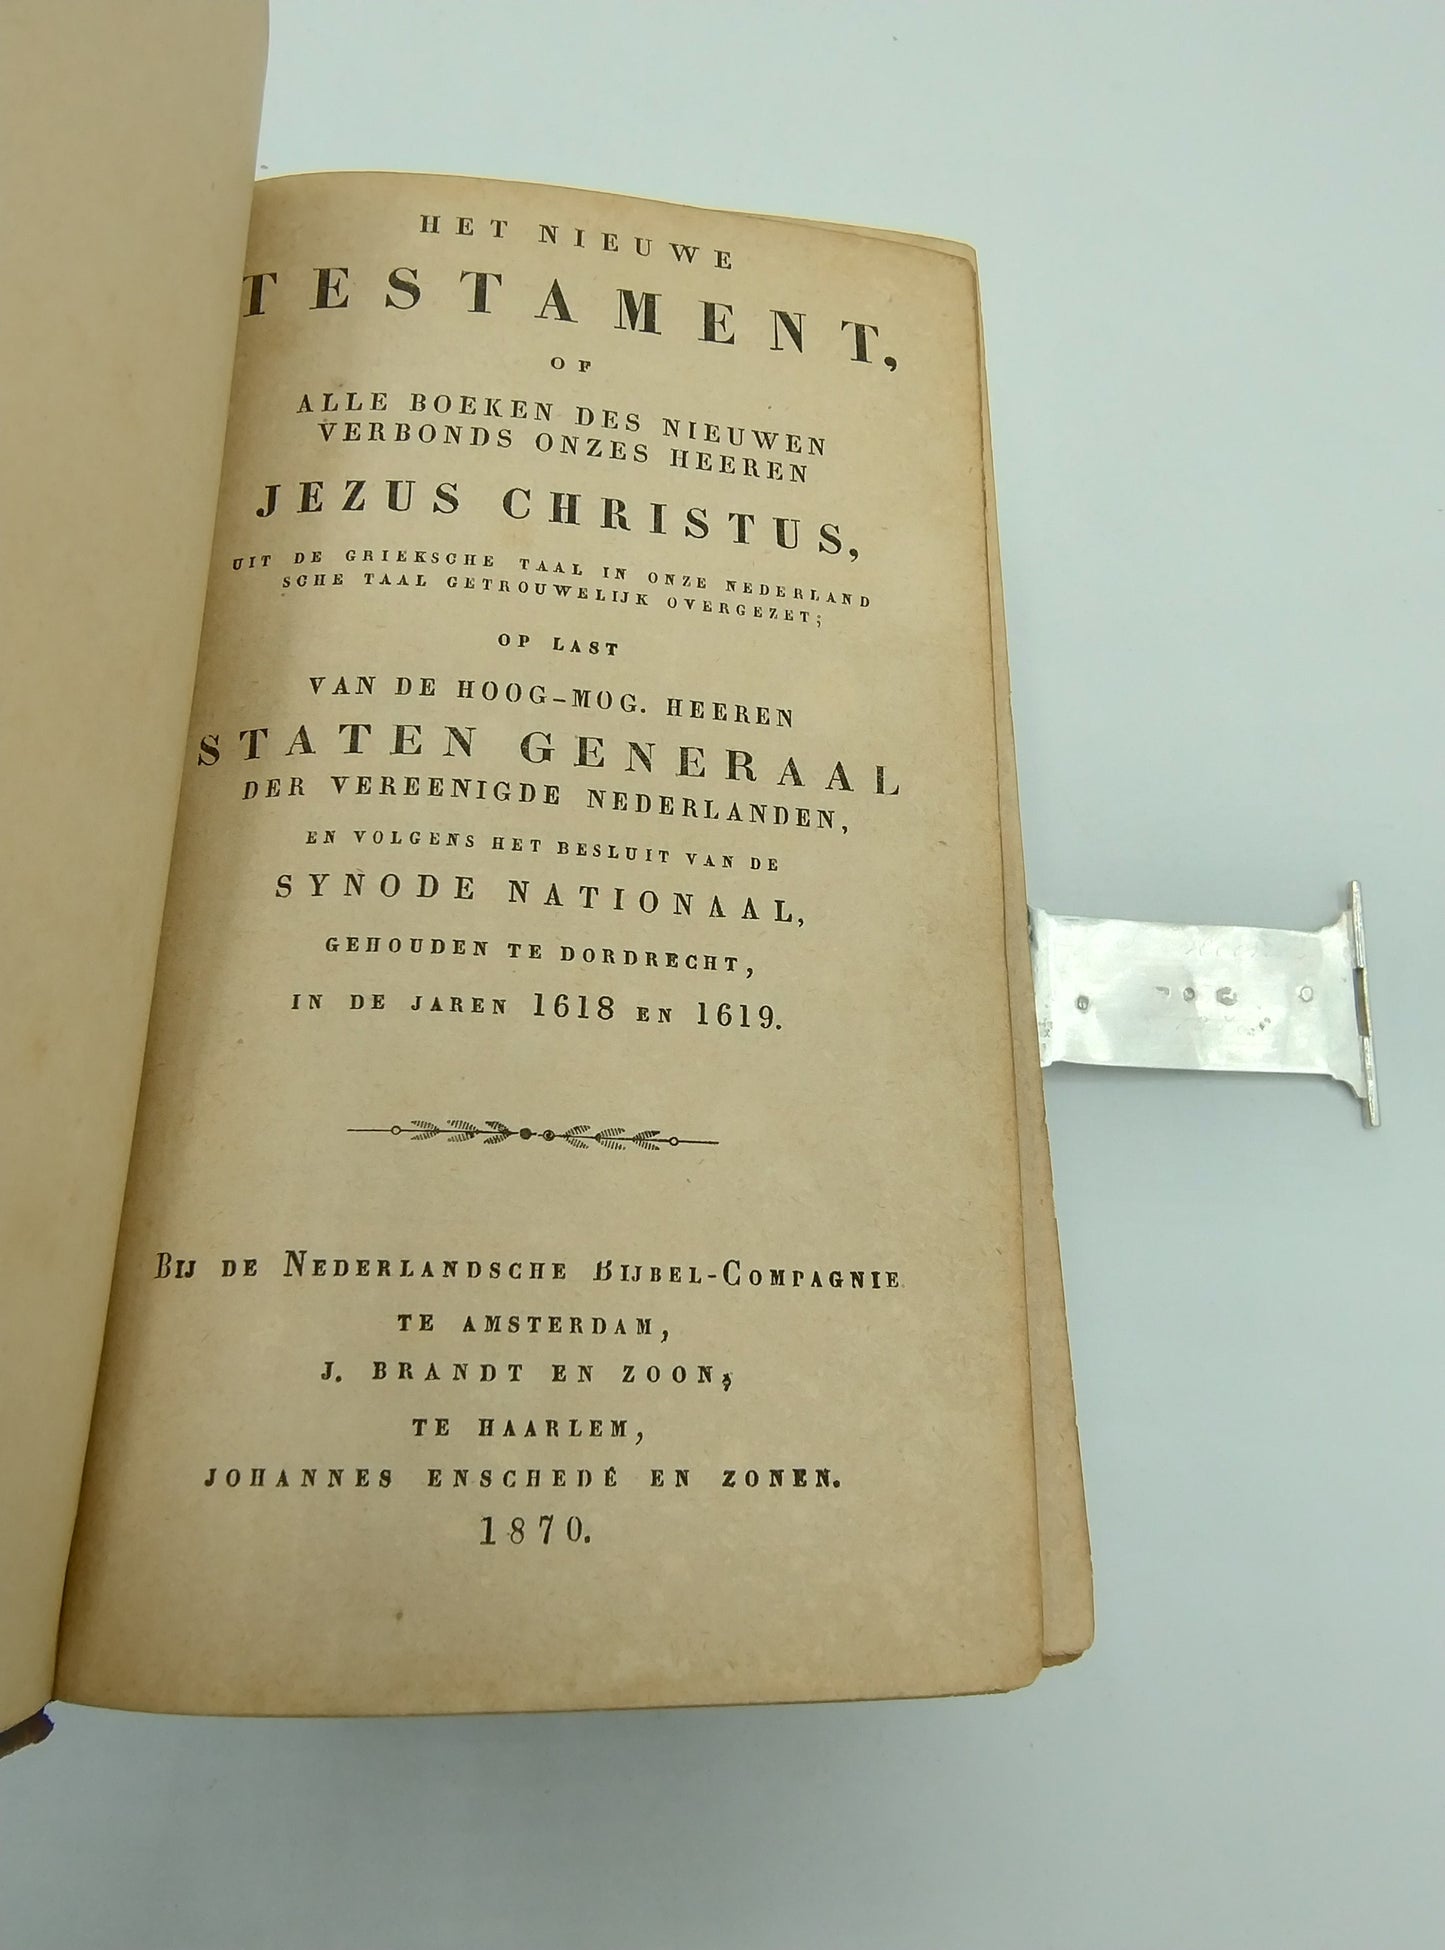 HET NIEUWE
TESTAMENT,
OF
ALLE BOEKEN DES NIEUWEN
VERBONDS ONZES HEEREN
JEZUS CHRISTUS,
UIT DE GRIEKSCHE TAAL IN ONZE NEDERLAND
SCHE TAAL GETROUWELIJK OVERGEZET;
OP LAST
VAN DE HOOG-MOG. HEEREN
STATEN GENERAAL
DER VEREENIGDE NEDERLANDEN,
EN VOLGENS HET BESLUIT VAN DE
SYNODE NATIONAAL,
GEHOUDEN TE DORDRECHT,
IN DE JAREN 1618 EN 1619.
BIJ DE NEDERLANDSCHE BIJBEL-COMPAGNIE
TE AMSTERDAM,
J. BRANDT EN ZOON;
TE HAARLEM,
JOHANNES ENSCHEDÉ EN ZONEN.
1870.